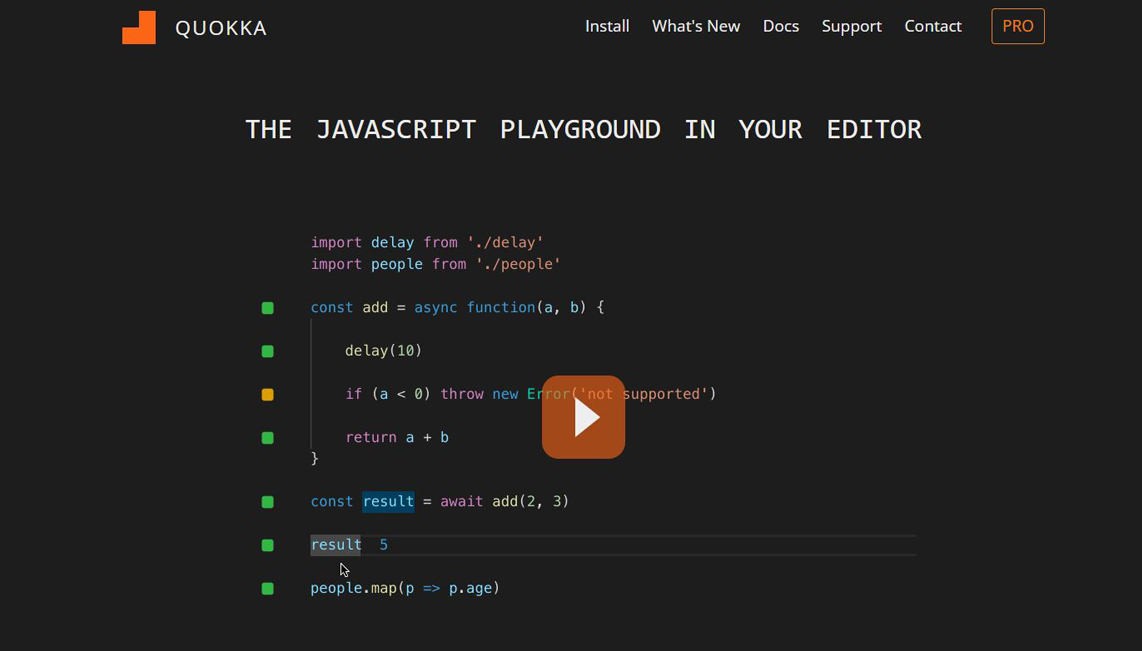 QUOKKA
Install What's New Docs Support Contact PRO
THE JAVASCRIPT PLAYGROUND IN YOUR EDITOR
import delay from './delay'
import people from './people'
const add = async function(a, b) {
delay(10)
if (a < 0) throw new Error('not supported')
return a + b
}
const result = await add(2, 3)
result 5
people.map(p => p.age)